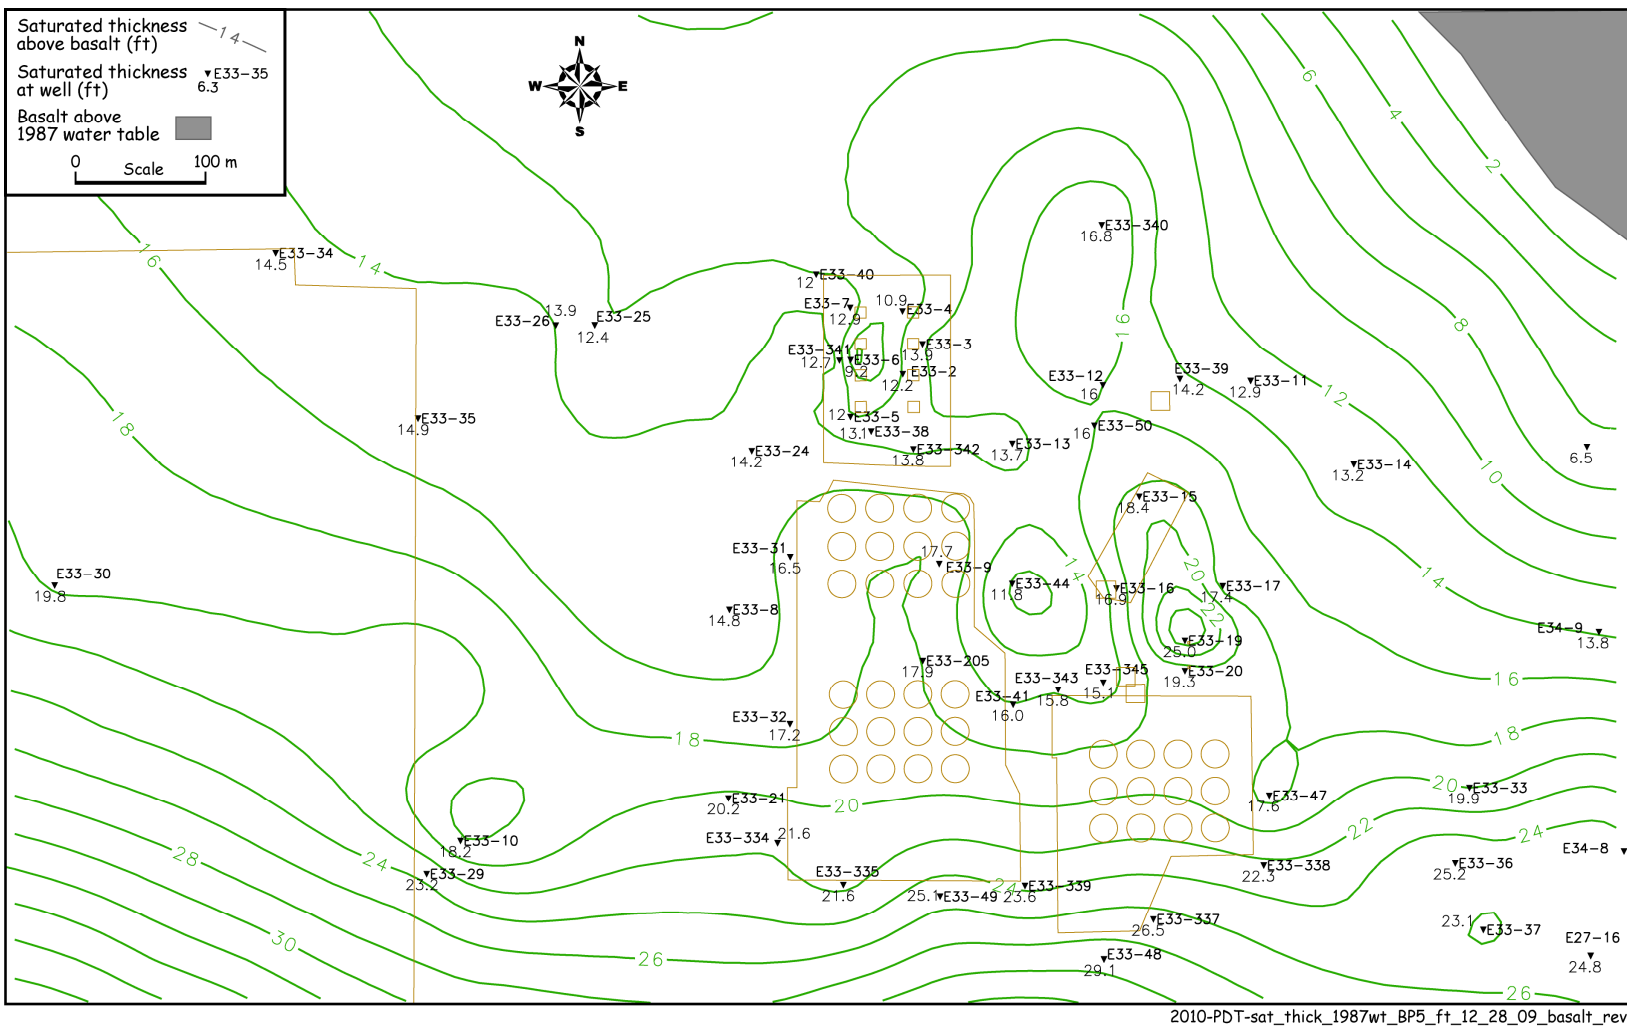 Saturated thickness
above basalt (ft)
14
Saturated thickness
at well (ft)
E33-35
6.3
Basalt above
1987 water table
0
Scale
100 m
N
W
E
S
6
4
2
16
E33-34
14.5
14
E33-340
16.8
E33-40
12
E33-7
12.9
10.9
E33-4
13.9
E33-26
E33-25
12.4
16
8
E33-341
12.7
E33-6
9.2
E33-3
13.9
E33-2
12.2
E33-12
16
E33-39
14.2
E33-11
12.9
12
18
E33-35
14.9
12
E33-5
13.1
E33-38
E33-24
14.2
E33-342
13.8
E33-13
13.7
16
E33-50
E33-14
13.2
10
6.5
E33-15
18.4
E33-31
16.5
17.7
E33-9
14
20
14
E33-30
19.8
E33-44
11.8
E33-16
16.9
E33-17
17.4
22
E33-8
14.8
E34-9
13.8
E33-19
25.0
E33-205
17.9
E33-345
15.1
E33-20
19.3
E33-343
15.8
16
E33-41
16.0
E33-32
17.2
18
18
E33-21
20.2
20
E33-47
17.6
20
E33-33
19.9
E33-334
21.6
22
24
E33-10
18.2
28
24
E33-29
23.2
E33-335
21.6
E33-338
22.3
E33-36
25.2
E34-8
25.1
E33-49
24
E33-339
23.6
E33-337
26.5
23.1
E33-37
30
26
E33-48
29.1
E27-16
24.8
26
2010-PDT-sat_thick_1987wt_BP5_ft_12_28_09_basalt_rev